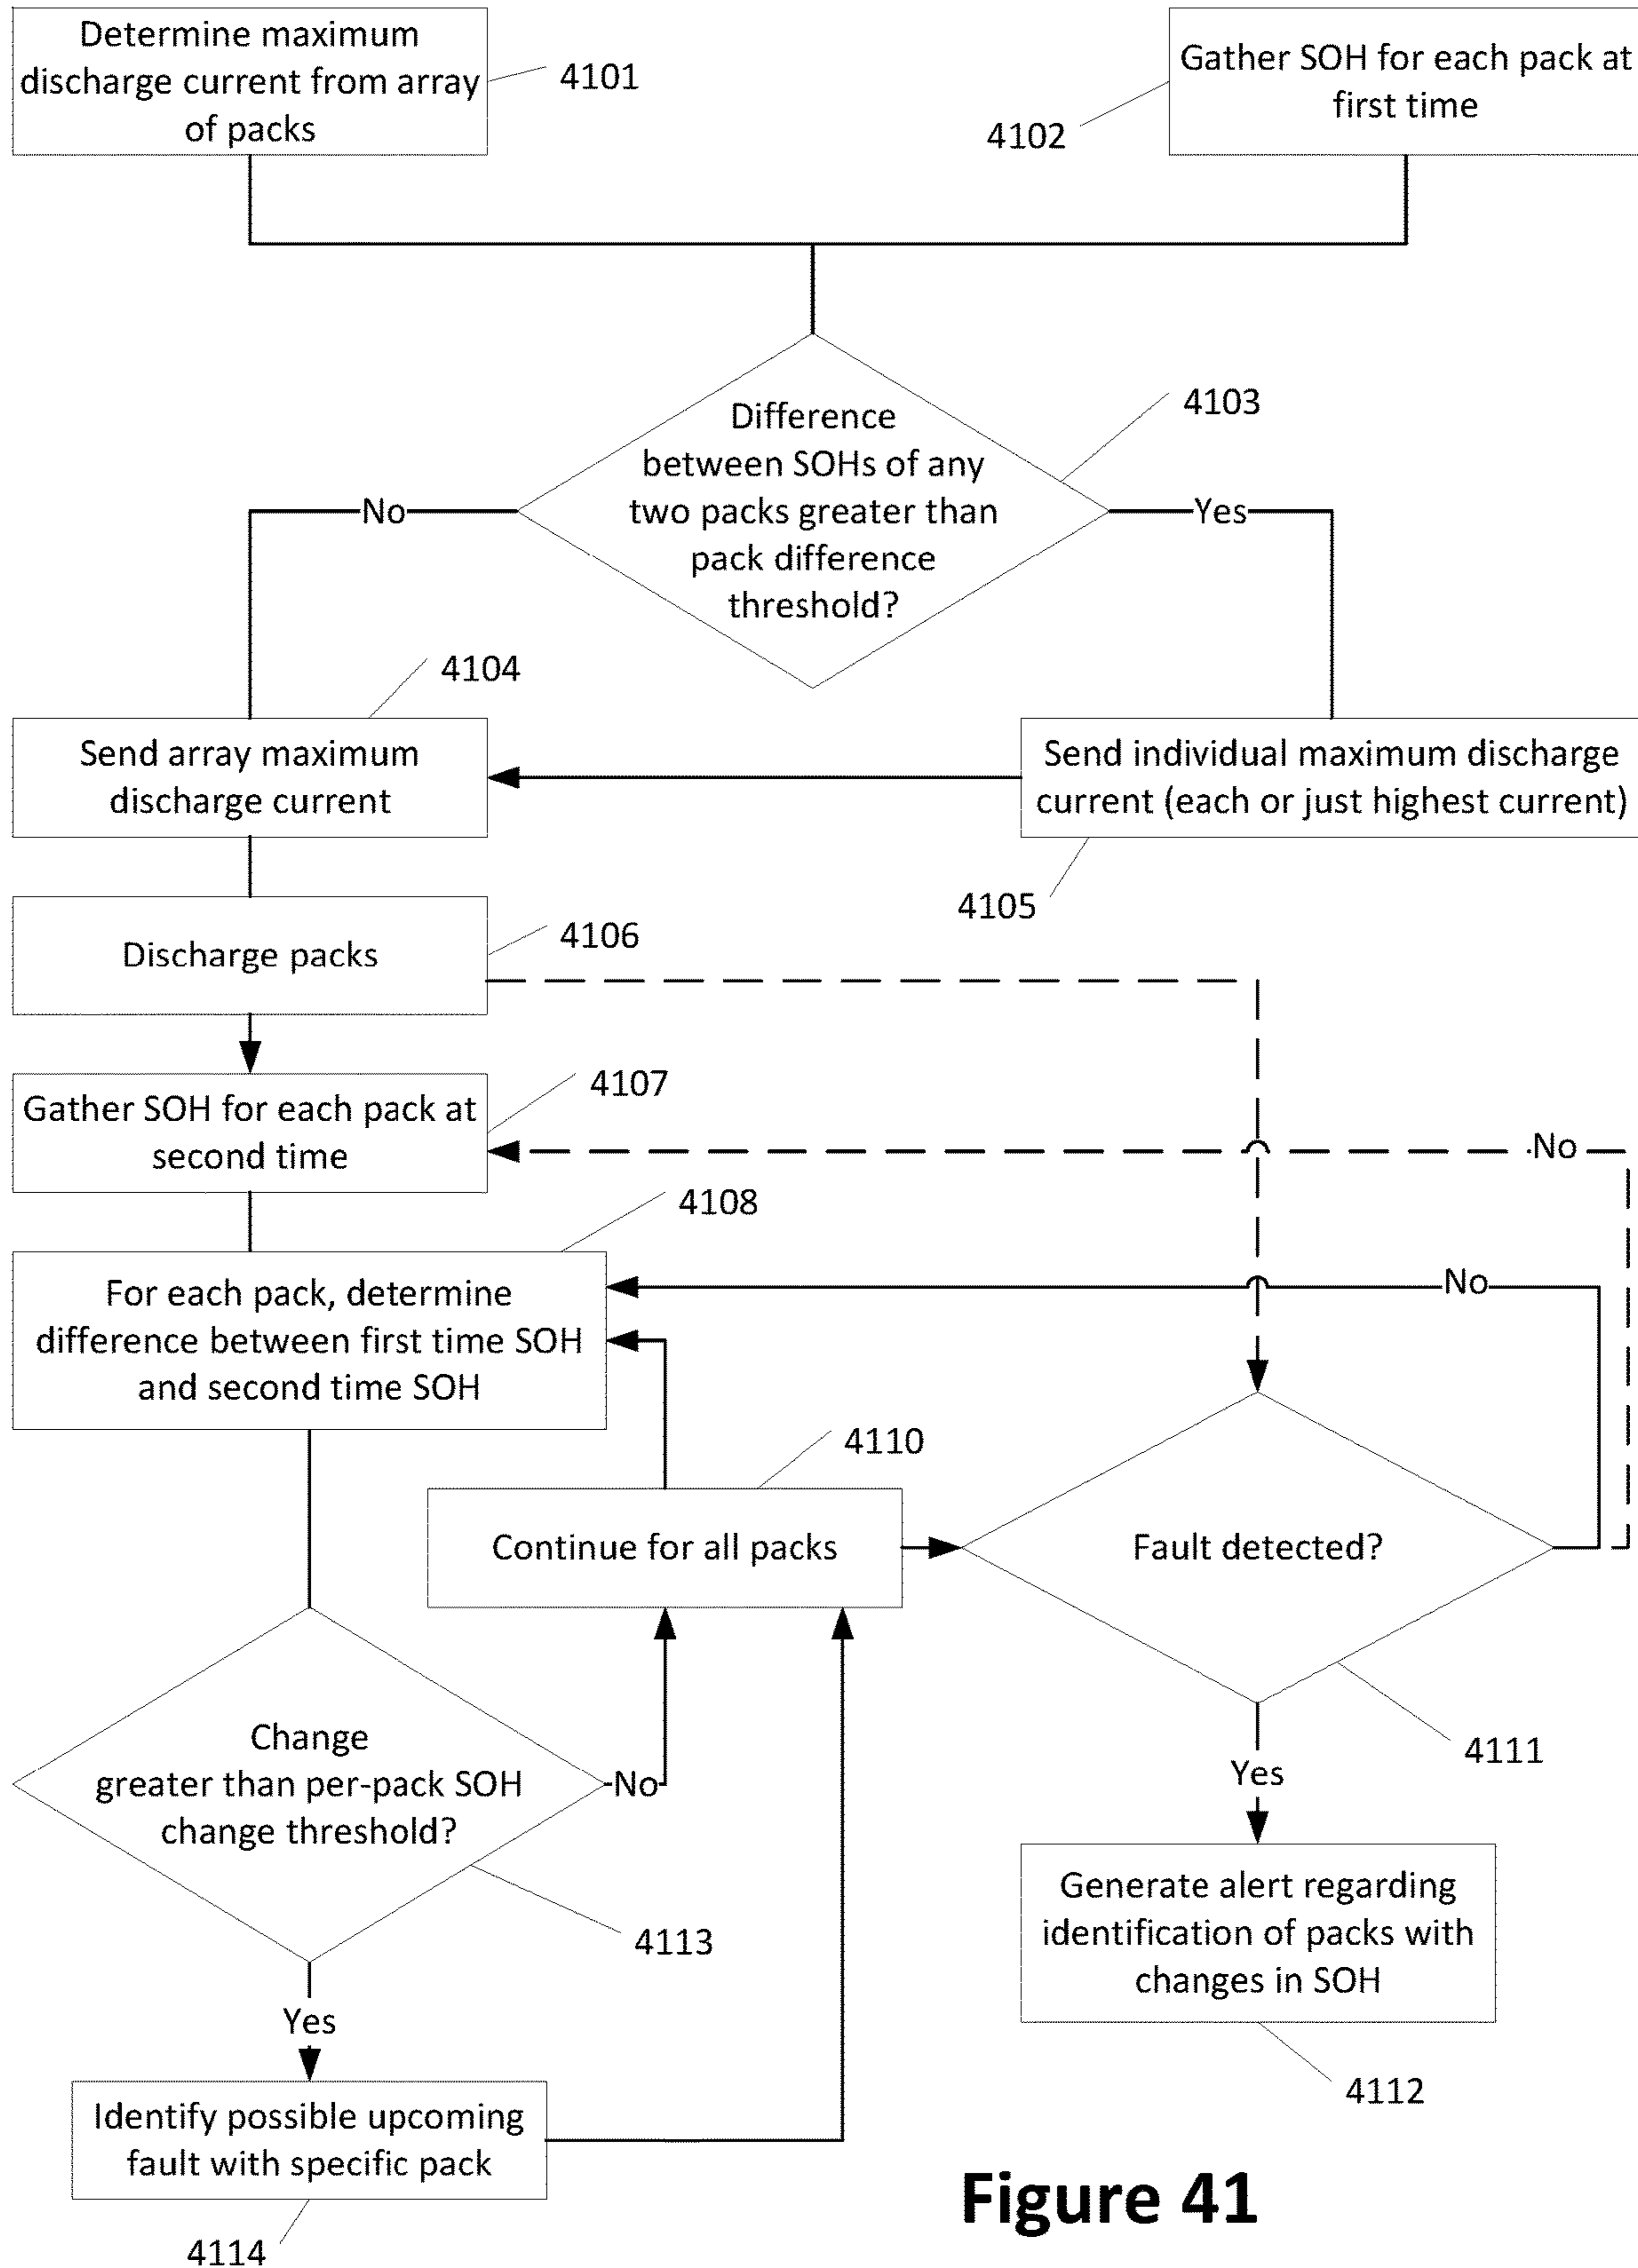 Determine maximum
discharge current from array
of packs
4101
Gather SOH for each pack at
first time
4102
Difference
between SOHs of any
two packs greater than
pack difference
threshold?
4103
No
Yes
4104
Send array maximum
discharge current
Send individual maximum discharge
current (each or just highest current)
4105
Discharge packs
4106
Gather SOH for each pack at
second time
4107
No
4108
For each pack, determine
difference between first time SOH
and second time SOH
No
4110
Continue for all packs
Fault detected?
4111
Change
greater than per-pack SOH
change threshold?
No
4113
Yes
Yes
Generate alert regarding
identification of packs with
changes in SOH
4112
Identify possible upcoming
fault with specific pack
4114
Figure 41